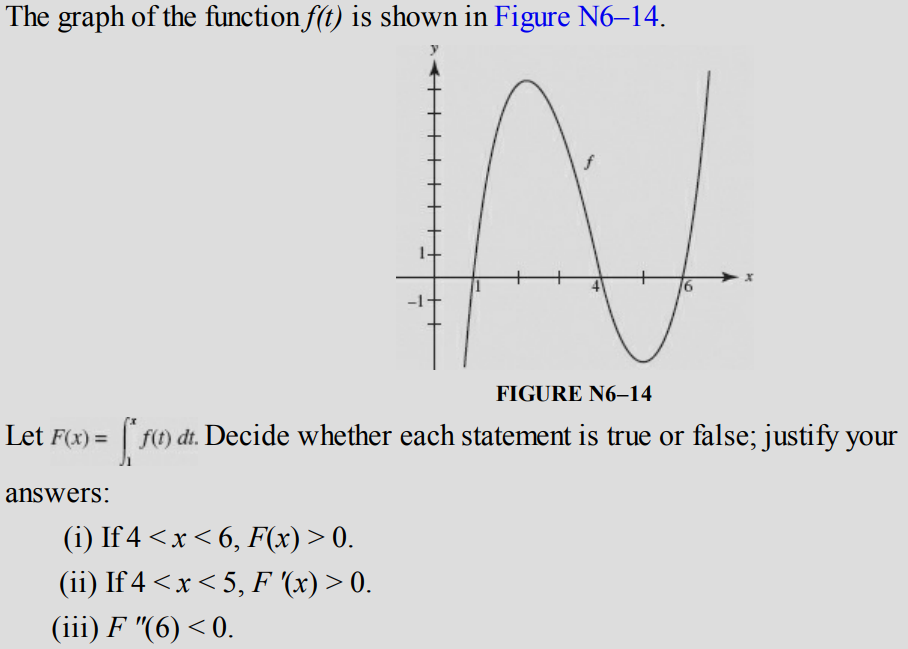 The graph of the function f(t) is shown in Figure N6–14.
y
f
1
1
4
6
x
–1
FIGURE N6–14
Let F(x) = ∫₁ˣ f(t) dt. Decide whether each statement is true or false; justify your
answers:
(i) If 4 < x < 6, F(x) > 0.
(ii) If 4 < x < 5, F ′(x) > 0.
(iii) F ″(6) < 0.